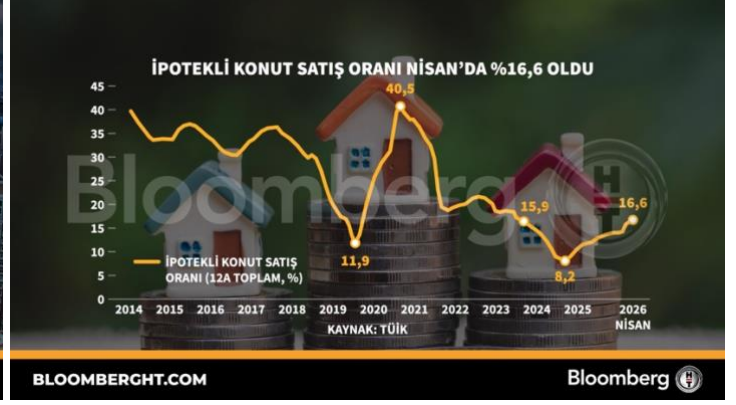 İPOTEKLİ KONUT SATIŞ ORANI NİSAN'DA %16,6 OLDU
45
40
35
30
25
20
15
10
5
0
40,5
11,9
15,9
8,2
16,6
İPOTEKLİ KONUT SATIŞ
ORANI (12A TOPLAM, %)
2014 2015 2016 2017 2018 2019 2020 2021 2022 2023 2024 2025 2026
NİSAN
KAYNAK: TÜİK
Bloomberg HT
BLOOMBERGHT.COM
Bloomberg HT